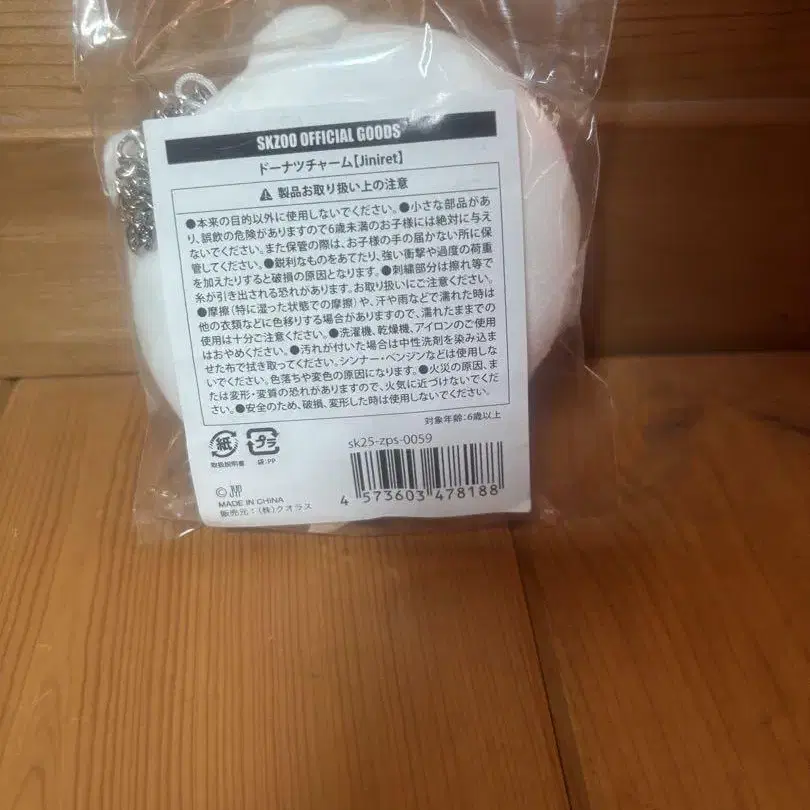 SKZOO OFFICIAL GOODS
ドーナツチャーム【Jiniret】
製品お取り扱い上の注意
●本来の目的以外に使用しないでください。●小さな部品があ
り、誤飲の危険がありますので6歳未満のお子様には絶対に与え
ないでください。また保管の際は、お子様の手の届かない所に保
管してください。●鋭利なものをあてたり、強い衝撃や過度の荷重
を加えたりすると破損の原因となります。●刺繍部分は擦れ等で
糸が引き出される恐れがあります。お取り扱いにご注意ください。
●摩擦(特に湿った状態での摩擦)や、汗や雨などで濡れた時は
他の衣類などに色移りする場合がありますので、濡れたままでの
使用は十分ご注意ください。●洗濯機、乾燥機、アイロンのご使用
はおやめください。●汚れが付いた場合は中性洗剤を染み込ま
せた布で拭き取ってください。シンナー・ベンジンなどは使用しな
いでください。色落ちや変色の原因になります。●火災の原因、ま
たは変形・変質の恐れがありますので、火気に近づけないでくだ
さい。●安全のため、破損、変形した時は使用しないでください。
対象年齢:6歳以上
紙 プラ
取扱説明書 袋:PP
sk25-zps-0059
4 573603 478188
© JYP
MADE IN CHINA
販売元:(株)クオラス